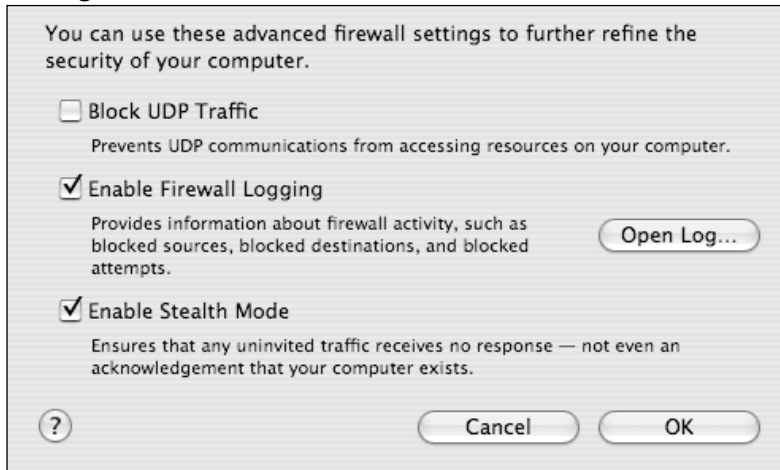 You can use these advanced firewall settings to further refine the
security of your computer.
Block UDP Traffic
Prevents UDP communications from accessing resources on your computer.
Enable Firewall Logging
Provides information about firewall activity, such as
blocked sources, blocked destinations, and blocked
attempts.
Open Log...
Enable Stealth Mode
Ensures that any uninvited traffic receives no response — not even an
acknowledgement that your computer exists.
?
Cancel
OK